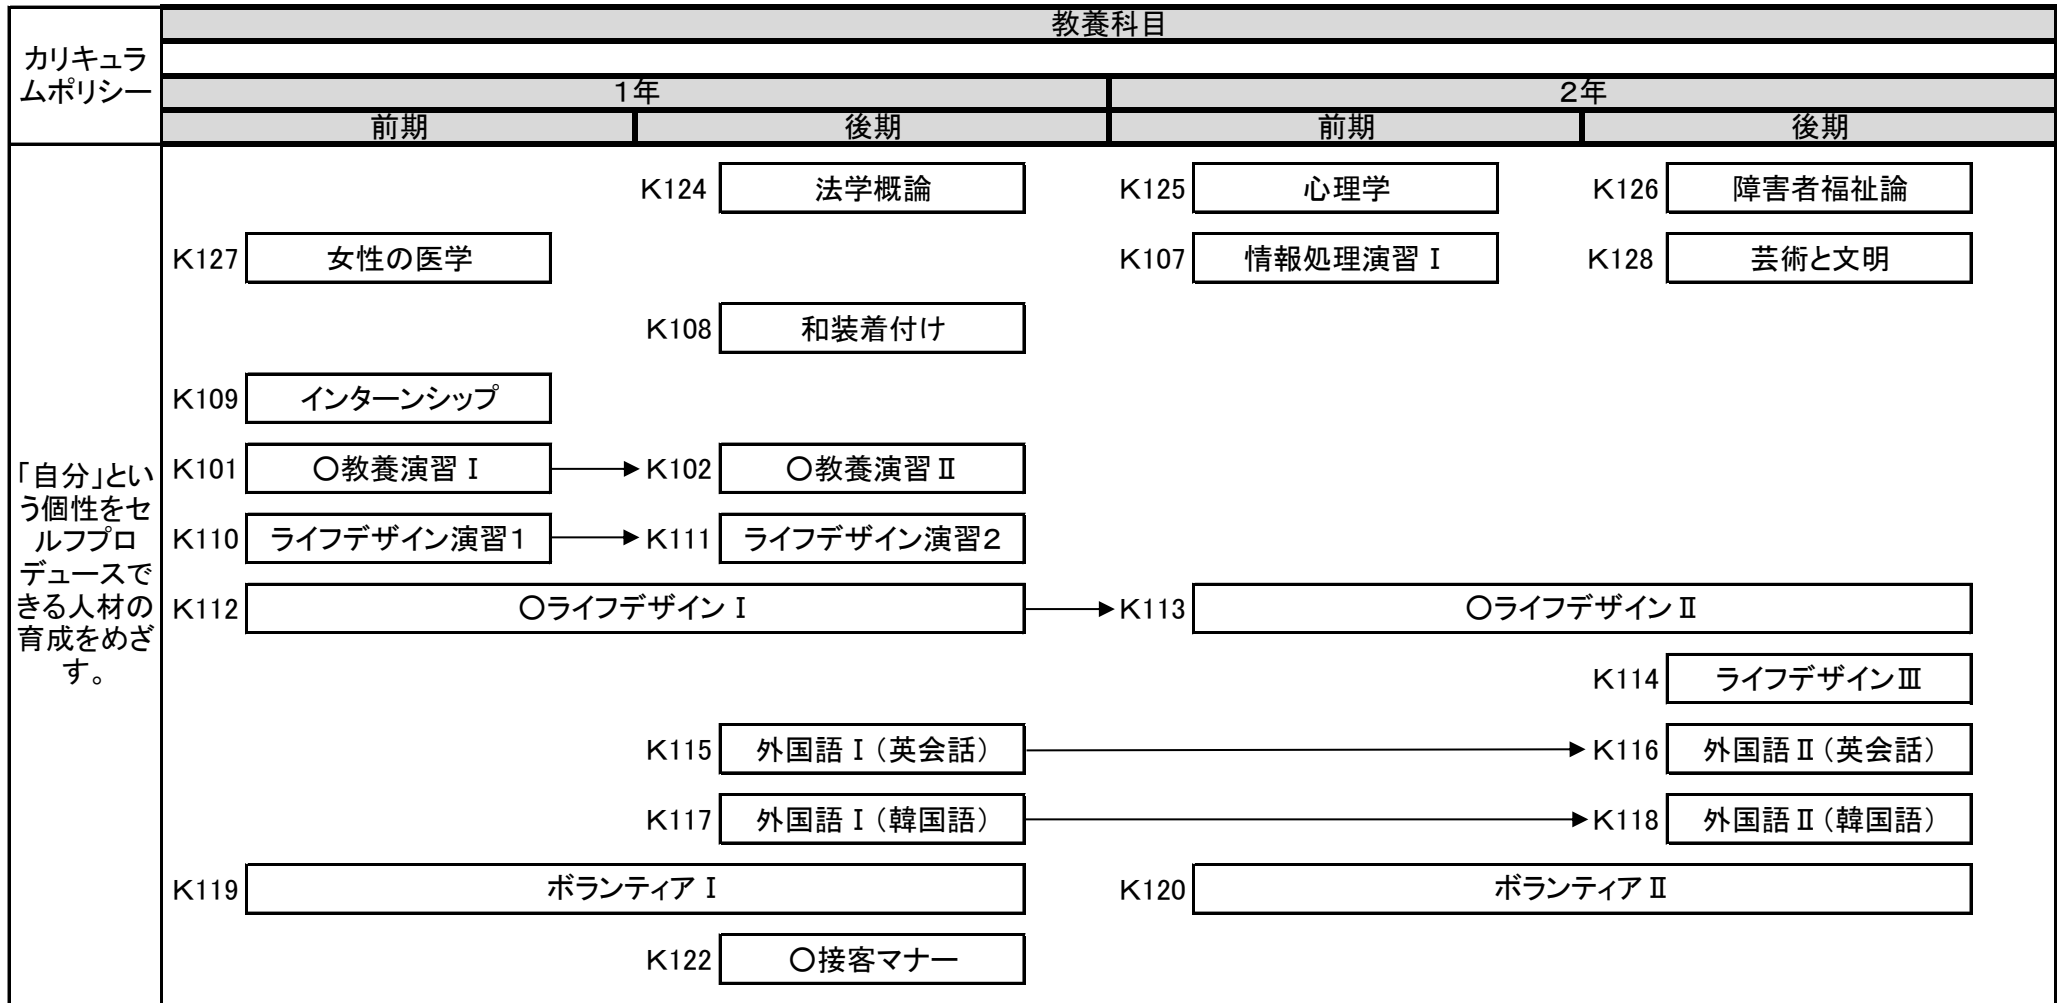 教養科目
カリキュラ
ムポリシー
1年 2年
前期 後期 前期 後期
K124 法学概論 K125 心理学 K126 障害者福祉論
K127 女性の医学 K107 情報処理演習Ⅰ K128 芸術と文明
K108 和装着付け
K109 インターンシップ
「自分」とい
う個性をセ
ルフプロ
デュースで
きる人材の
育成をめざ
す。
K101 〇教養演習Ⅰ K102 〇教養演習Ⅱ
K110 ライフデザイン演習1 K111 ライフデザイン演習2
K112 〇ライフデザインⅠ K113 〇ライフデザインⅡ
K114 ライフデザインⅢ
K115 外国語Ⅰ(英会話) K116 外国語Ⅱ(英会話)
K117 外国語Ⅰ(韓国語) K118 外国語Ⅱ(韓国語)
K119 ボランティアⅠ K120 ボランティアⅡ
K122 〇接客マナー